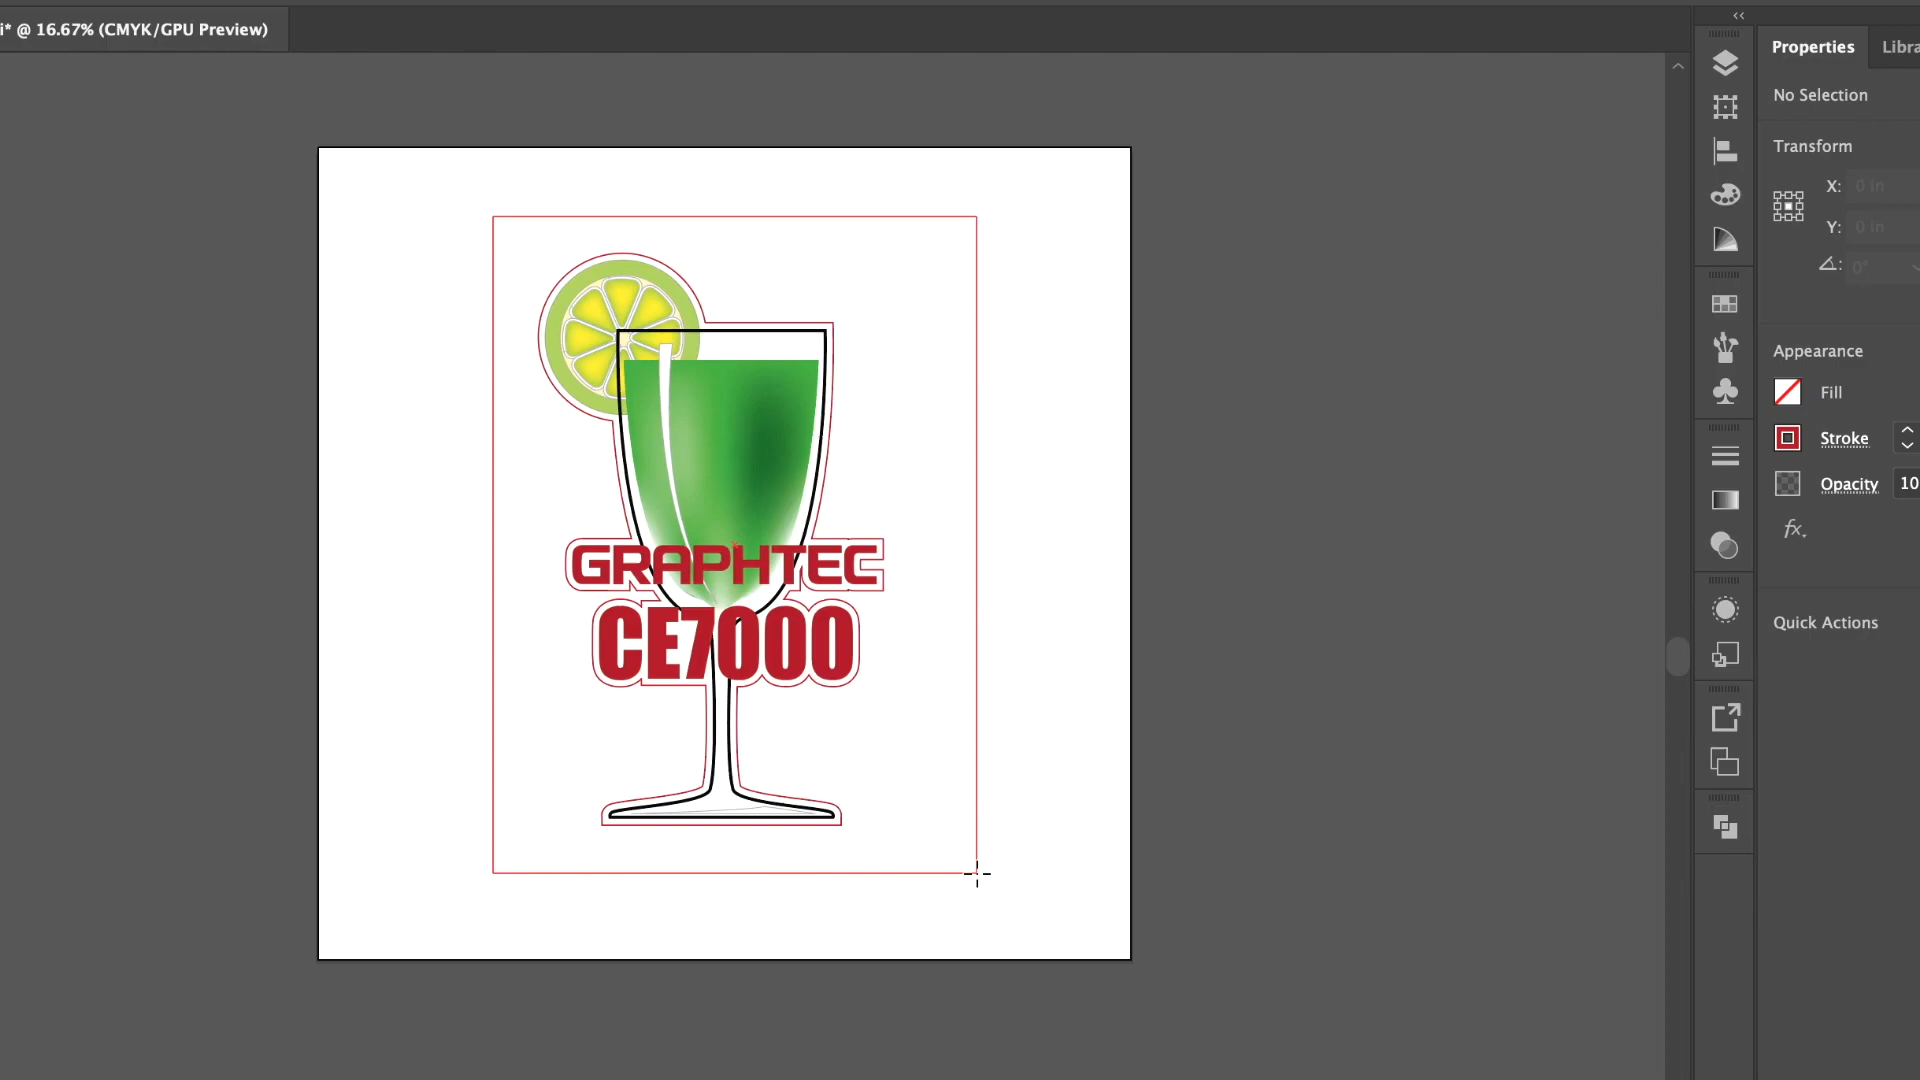 i* @ 16.67% (CMYK/GPU Preview)
Properties
Libra
No Selection
Transform
X:
0 in
Y:
0 in
0°
Appearance
Fill
Stroke
Opacity
10
fx.
Quick Actions
GRAPHTEC
CE7000